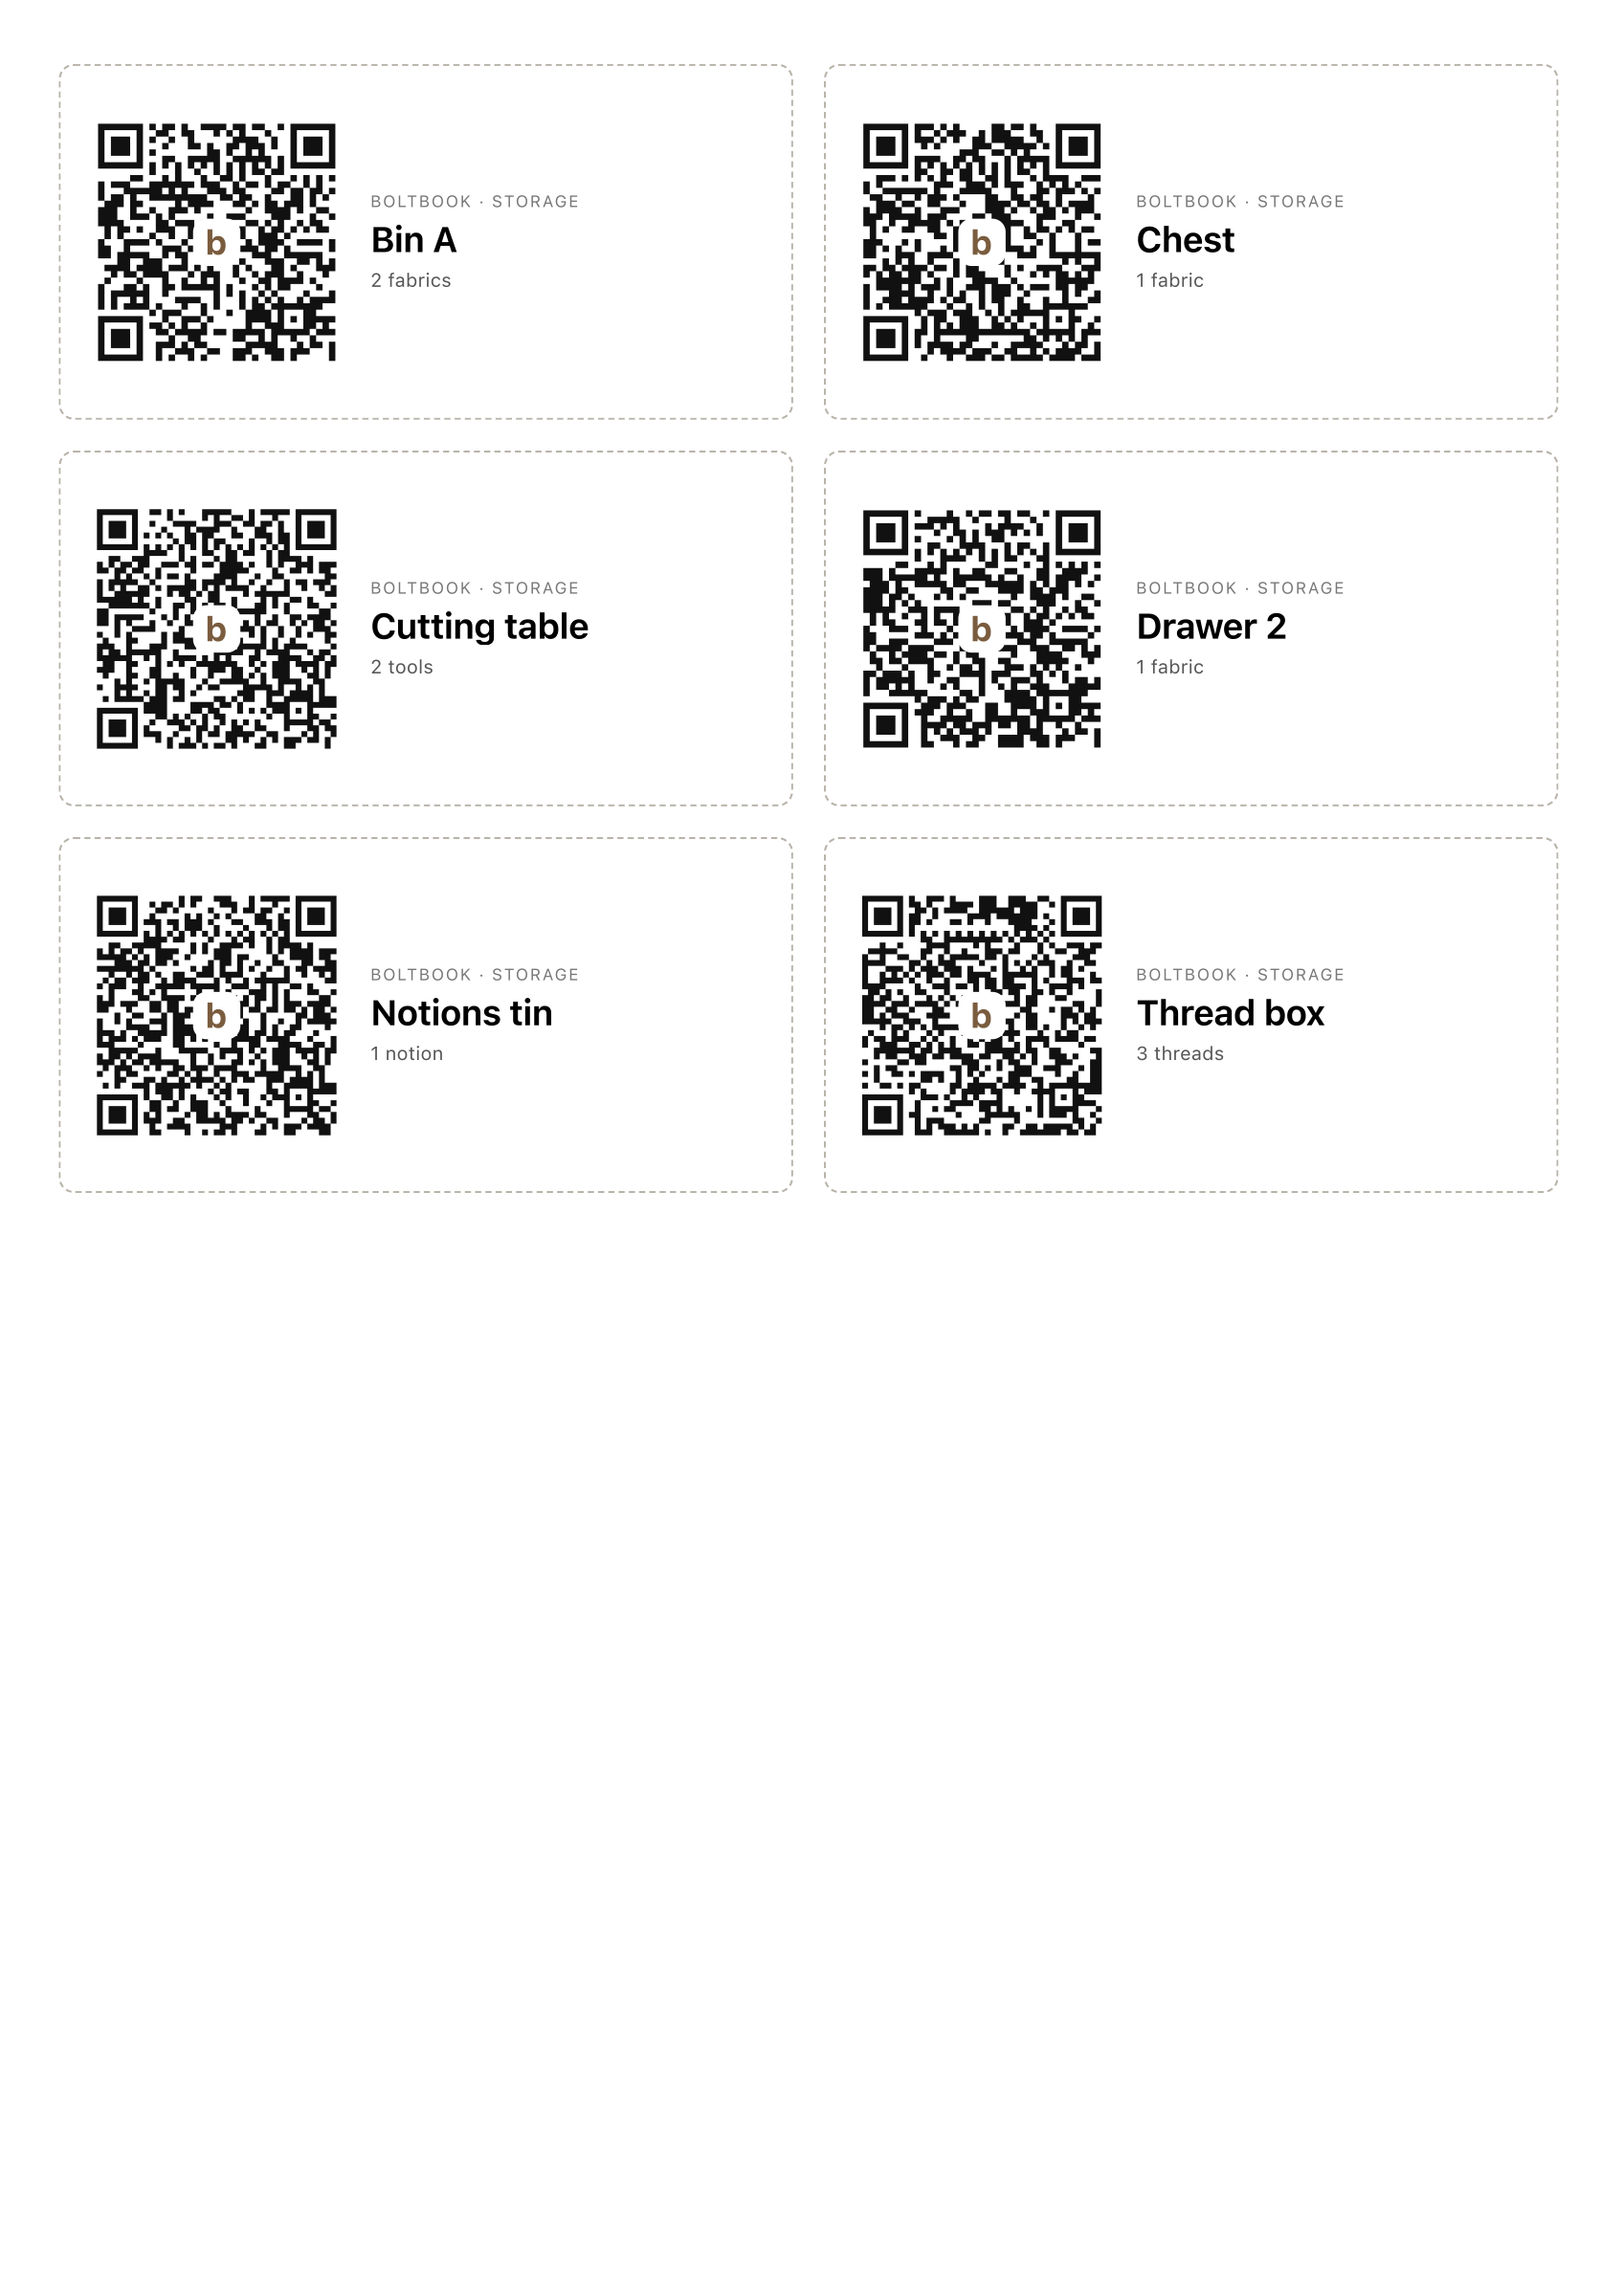 b
BOLTBOOK · STORAGE
Bin A
2 fabrics
b
BOLTBOOK · STORAGE
Chest
1 fabric
b
BOLTBOOK · STORAGE
Cutting table
2 tools
b
BOLTBOOK · STORAGE
Drawer 2
1 fabric
b
BOLTBOOK · STORAGE
Notions tin
1 notion
b
BOLTBOOK · STORAGE
Thread box
3 threads